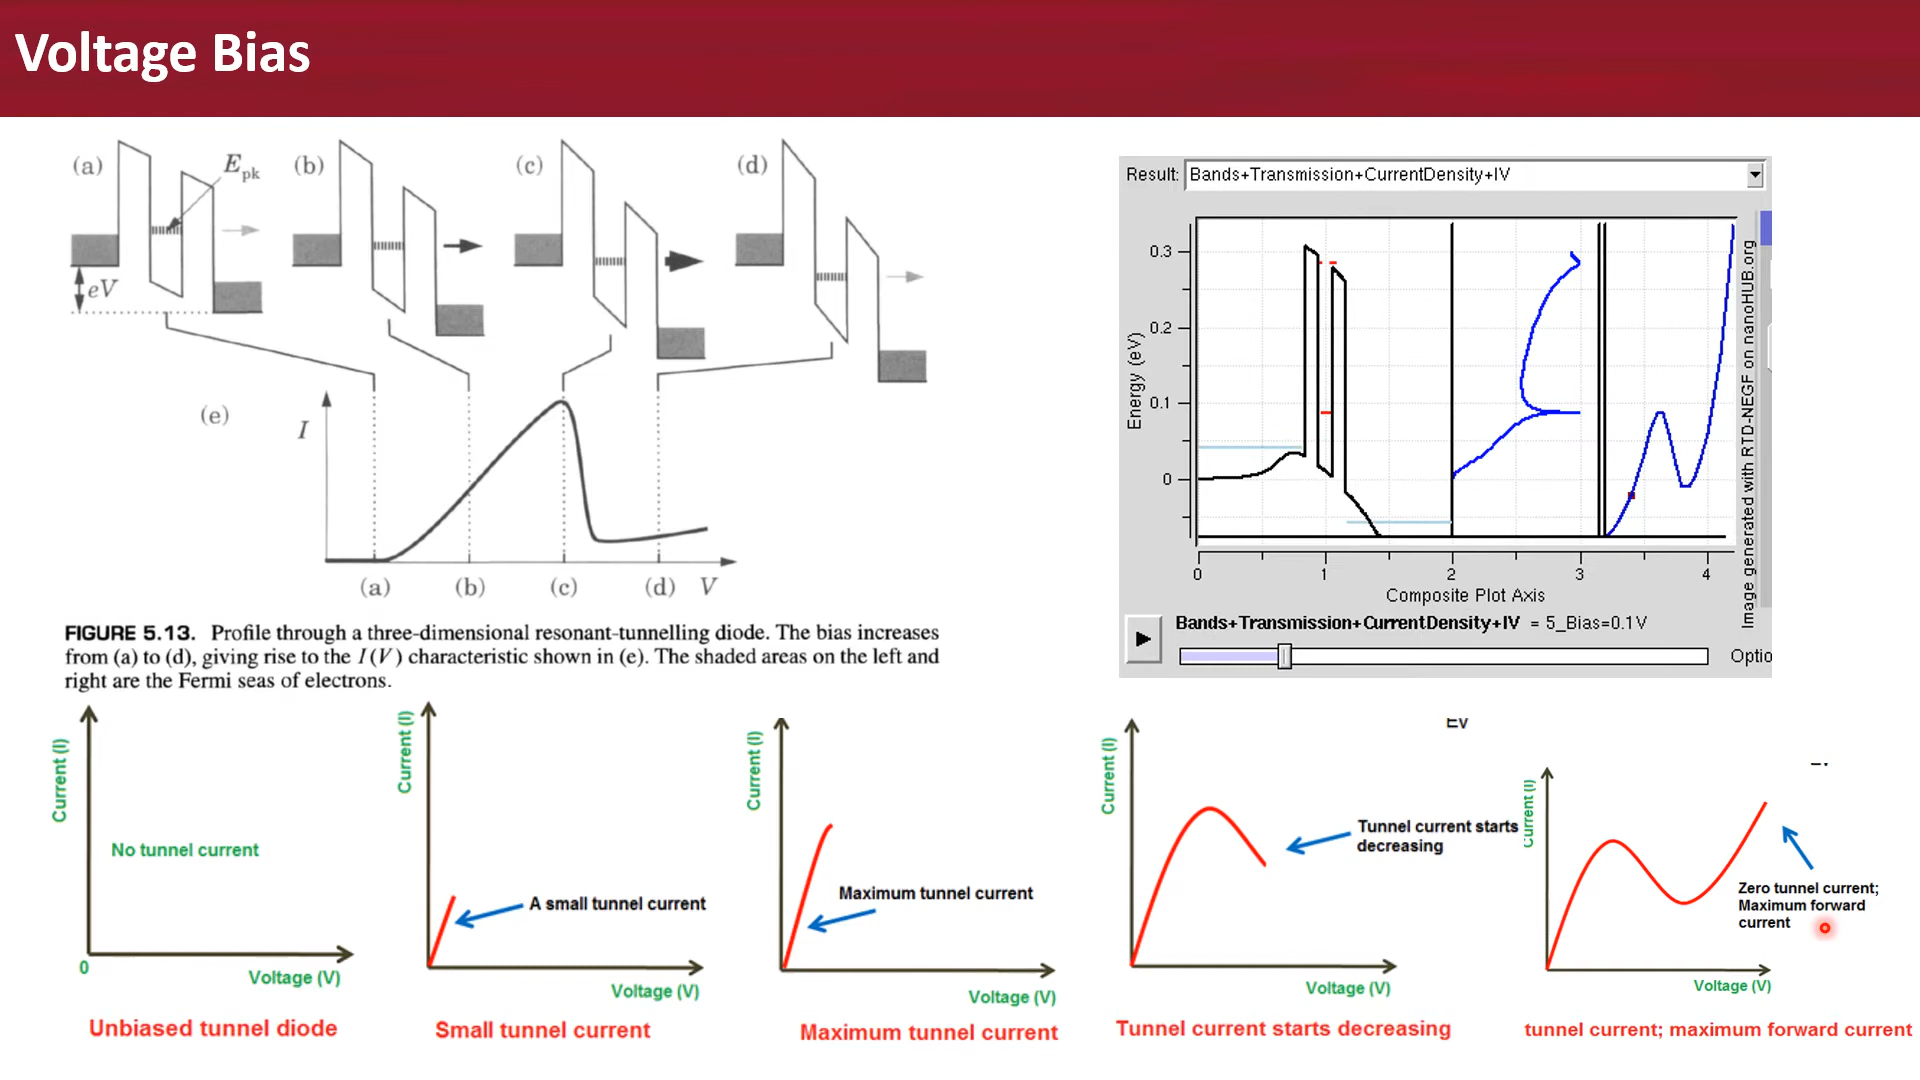 Voltage Bias
(a)
E_pk
(b)
(c)
(d)
eV
(e)
I
(a)
(b)
(c)
(d)
V
FIGURE 5.13. Profile through a three-dimensional resonant-tunnelling diode. The bias increases
from (a) to (d), giving rise to the I(V) characteristic shown in (e). The shaded areas on the left and
right are the Fermi seas of electrons.
Result: Bands+Transmission+CurrentDensity+IV
Energy (eV)
0.3
0.2
0.1
0
0
1
2
3
4
Composite Plot Axis
Image generated with RTD-NEGF on nanoHUB.org
Bands+Transmission+CurrentDensity+IV = 5_Bias=0.1V
Optio
Current (I)
No tunnel current
0
Voltage (V)
Unbiased tunnel diode
Current (I)
A small tunnel current
Voltage (V)
Small tunnel current
Current (I)
Maximum tunnel current
Voltage (V)
Maximum tunnel current
Current (I)
Tunnel current starts
decreasing
Voltage (V)
Tunnel current starts decreasing
Current (I)
Zero tunnel current;
Maximum forward
current
Voltage (V)
tunnel current; maximum forward current